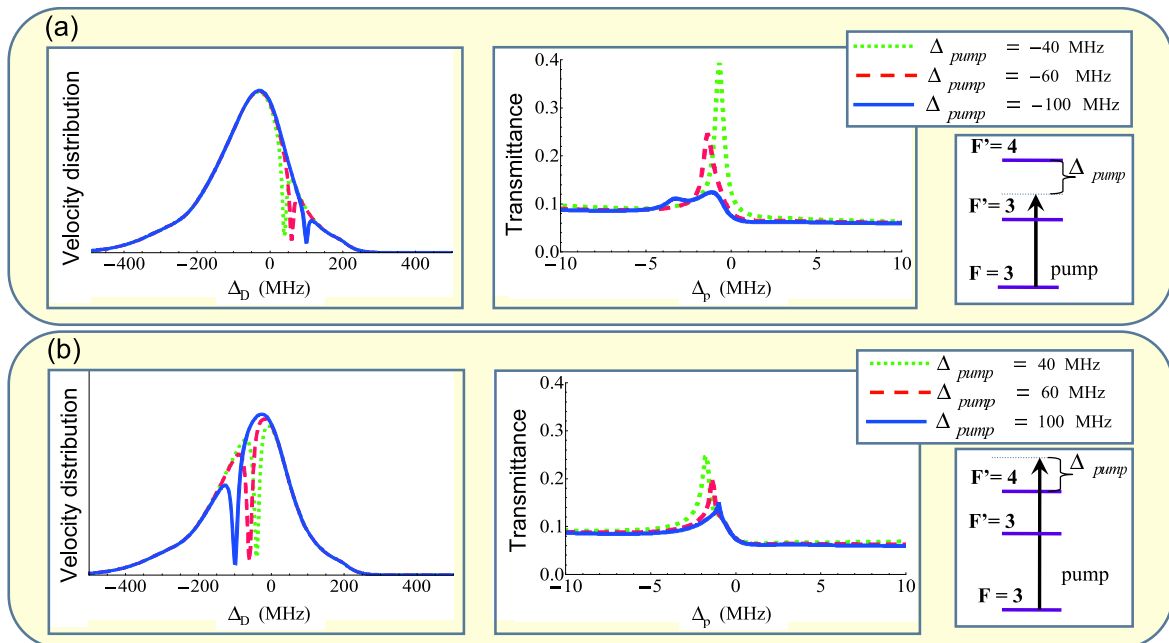 (a)
Velocity distribution
−400 −200 0 200 400
Δ_D (MHz)
Transmittance
0.4
0.3
0.2
0.1
0.0
−10 −5 0 5 10
Δ_p (MHz)
Δ_pump = −40 MHz
Δ_pump = −60 MHz
Δ_pump = −100 MHz
F'= 4
Δ_pump
F'= 3
F = 3
pump
(b)
Velocity distribution
−400 −200 0 200 400
Δ_D (MHz)
Transmittance
0.4
0.3
0.2
0.1
0.0
−10 −5 0 5 10
Δ_p (MHz)
Δ_pump = 40 MHz
Δ_pump = 60 MHz
Δ_pump = 100 MHz
F'= 4
Δ_pump
F'= 3
pump
F = 3